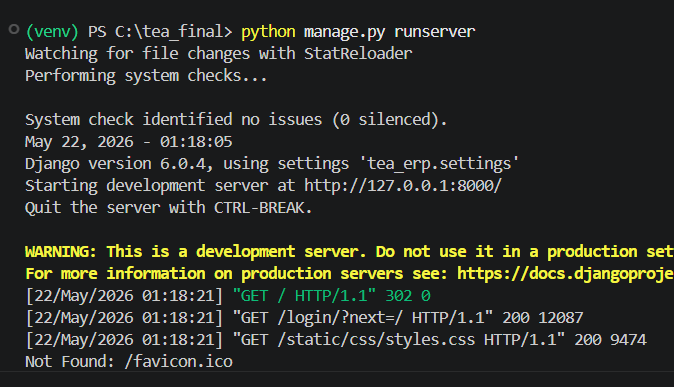 (venv) PS C:\tea_final> python manage.py runserver
Watching for file changes with StatReloader
Performing system checks...
System check identified no issues (0 silenced).
May 22, 2026 - 01:18:05
Django version 6.0.4, using settings 'tea_erp.settings'
Starting development server at http://127.0.0.1:8000/
Quit the server with CTRL-BREAK.
WARNING: This is a development server. Do not use it in a production set
For more information on production servers see: https://docs.djangoproje
[22/May/2026 01:18:21] "GET / HTTP/1.1" 302 0
[22/May/2026 01:18:21] "GET /login/?next=/ HTTP/1.1" 200 12087
[22/May/2026 01:18:21] "GET /static/css/styles.css HTTP/1.1" 200 9474
Not Found: /favicon.ico